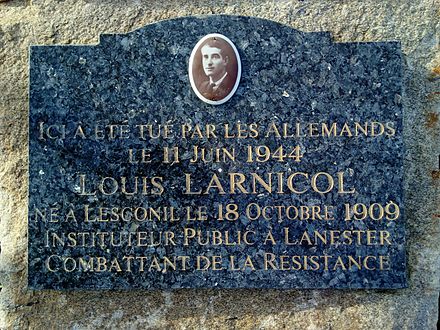 ICI A ÉTÉ TUÉ PAR LES ALLEMANDS
LE 11 JUIN 1944
LOUIS LARNICOL
NÉ A LESCONIL LE 18 OCTOBRE 1909
INSTITUTEUR PUBLIC A LANESTER
COMBATTANT DE LA RÉSISTANCE